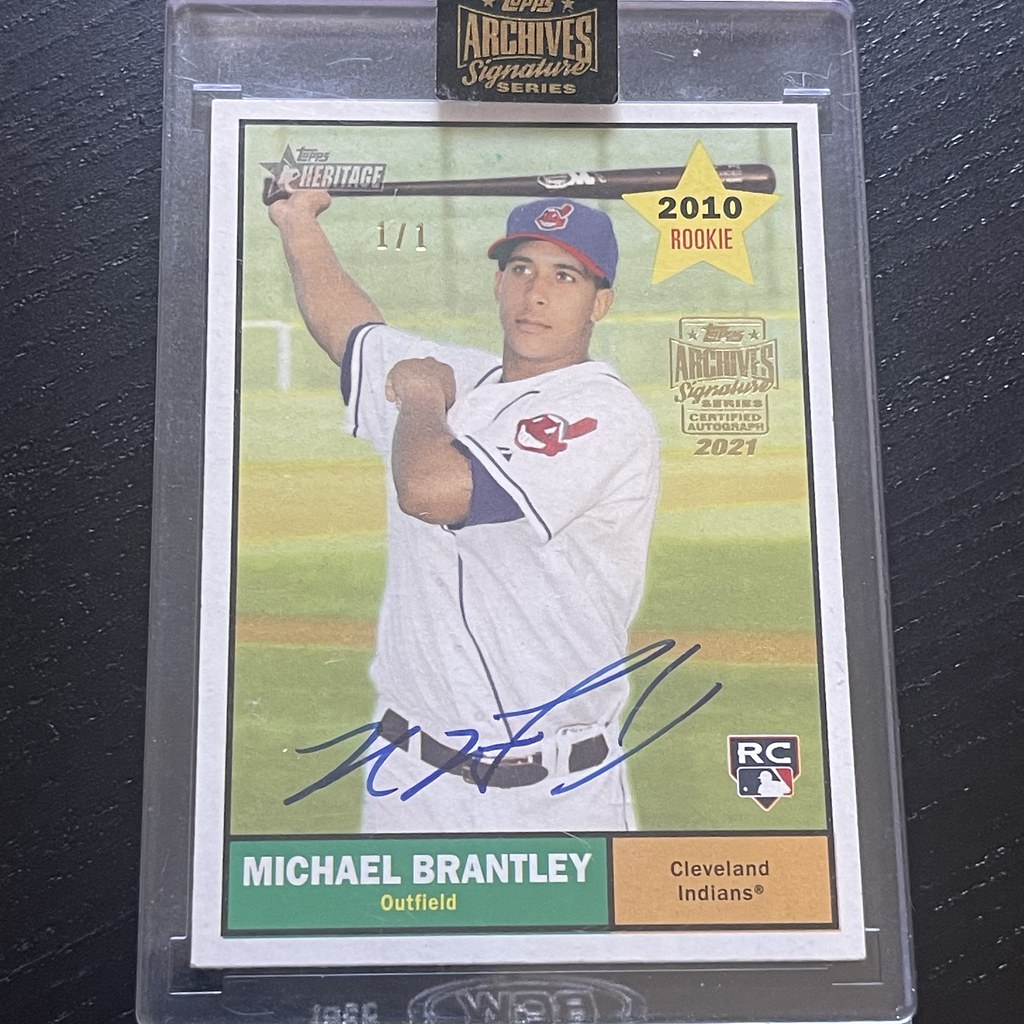 Topps
ARCHIVES
Signature
SERIES
Topps
HERITAGE
1/1
2010
ROOKIE
Topps
ARCHIVES
Signature
SERIES
CERTIFIED
AUTOGRAPH
2021
RC
MICHAEL BRANTLEY
Outfield
Cleveland
Indians®